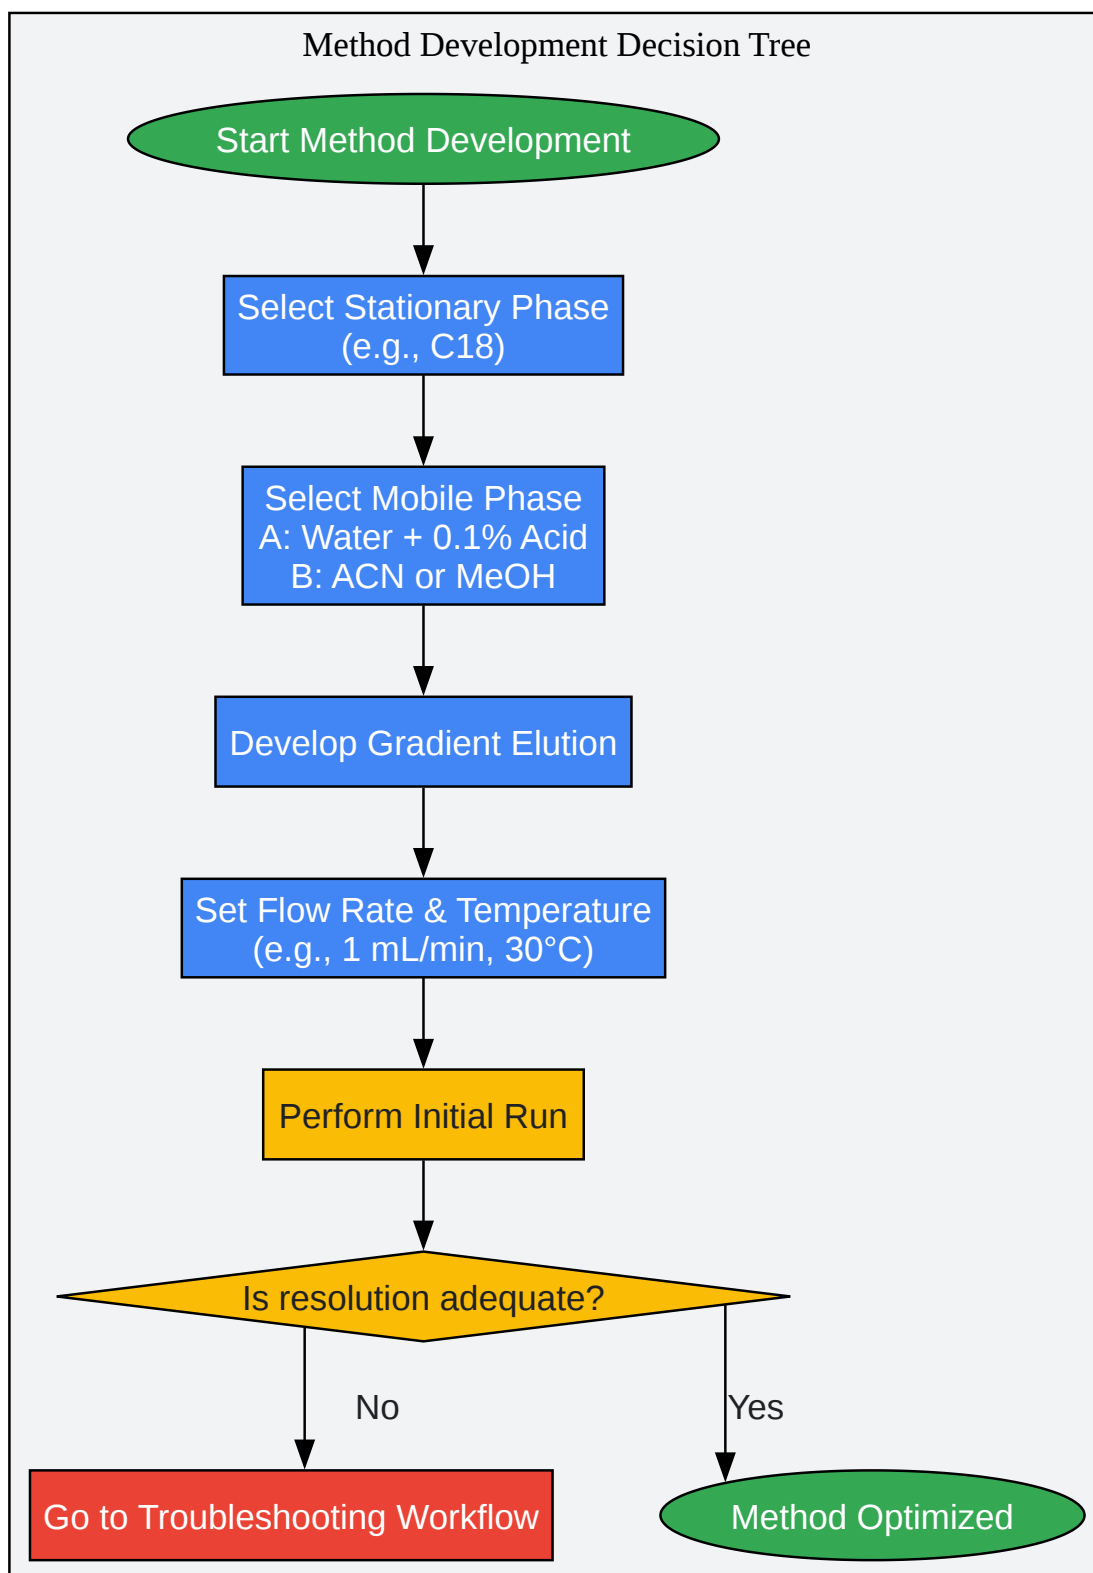 Method Development Decision Tree
Start Method Development
Select Stationary Phase
(e.g., C18)
Select Mobile Phase
A: Water + 0.1% Acid
B: ACN or MeOH
Develop Gradient Elution
Set Flow Rate & Temperature
(e.g., 1 mL/min, 30°C)
Perform Initial Run
Is resolution adequate?
No
Yes
Go to Troubleshooting Workflow
Method Optimized